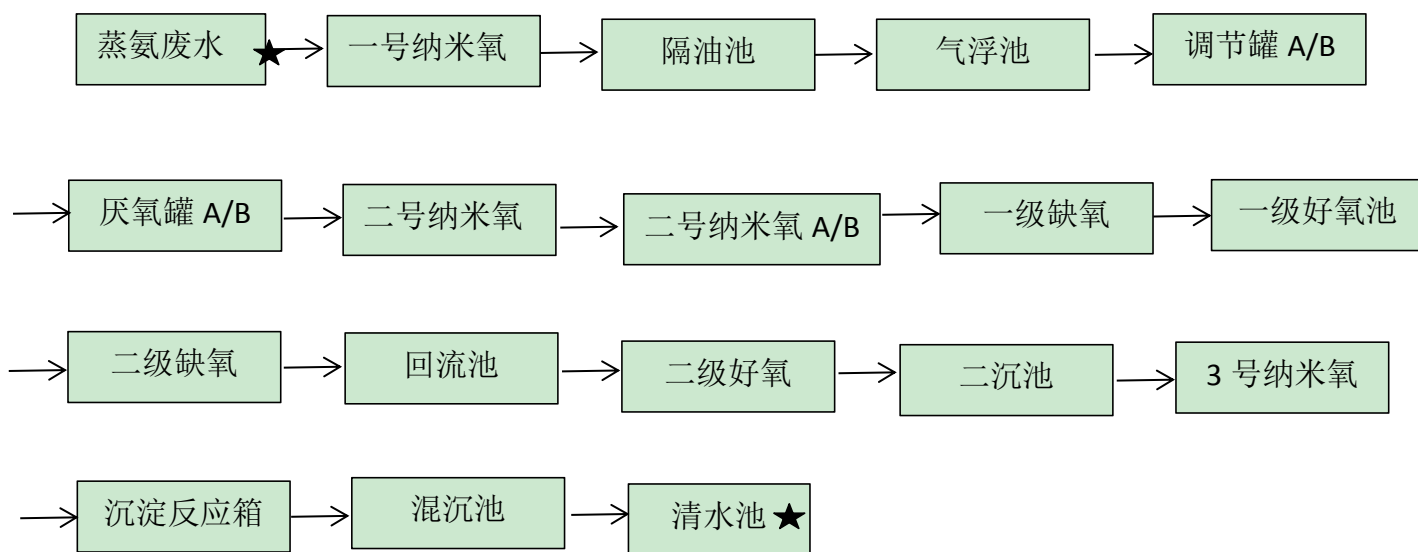 蒸氨废水
一号纳米氧
隔油池
气浮池
调节罐 A/B
厌氧罐 A/B
二号纳米氧
二号纳米氧 A/B
一级缺氧
一级好氧池
二级缺氧
回流池
二级好氧
二沉池
3 号纳米氧
沉淀反应箱
混沉池
清水池